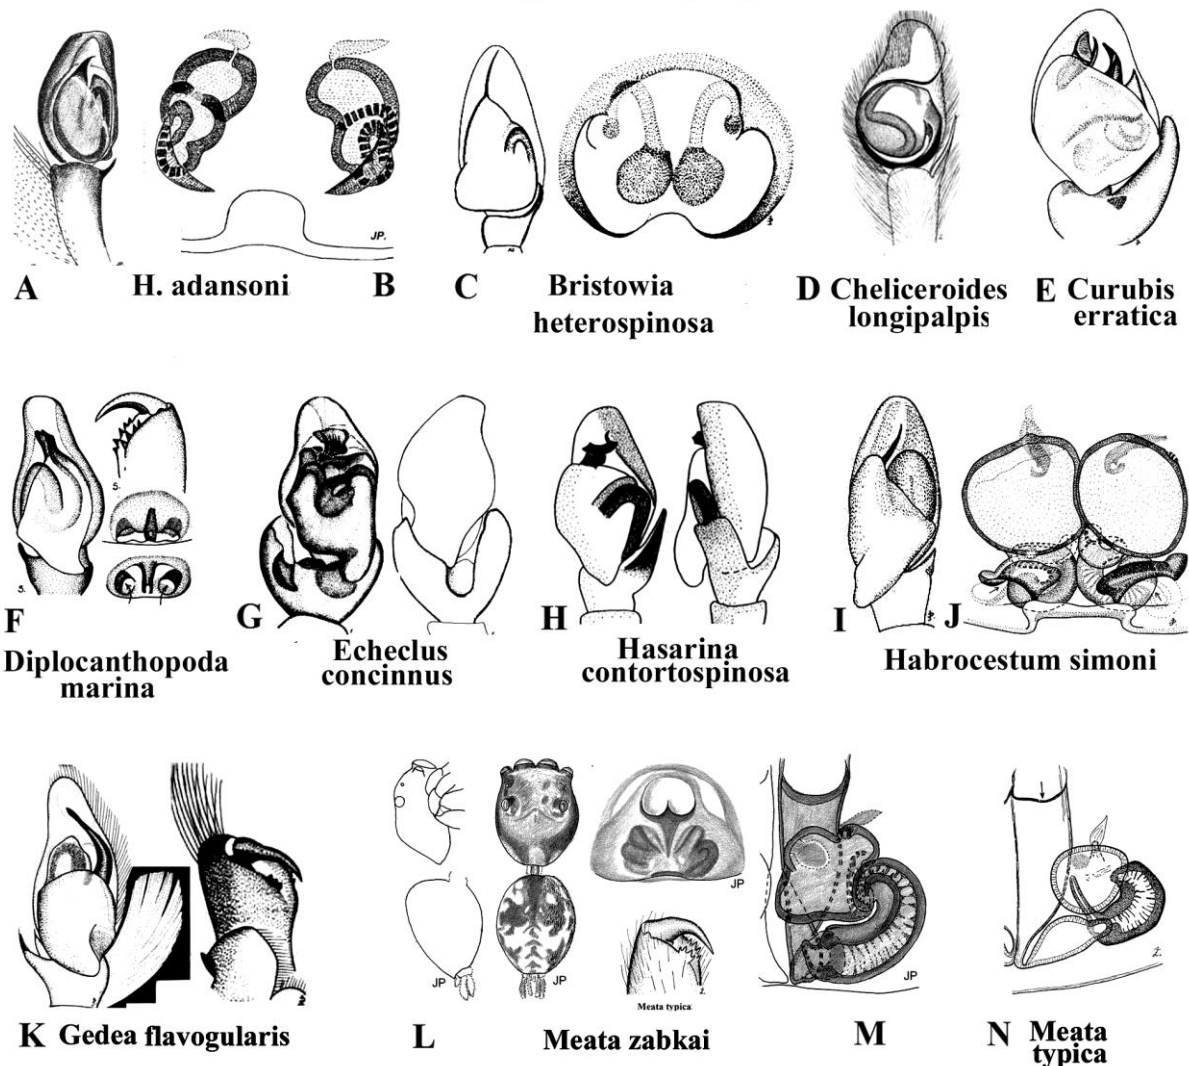 JP.
A
H. adansoni
B
C
Bristowia
heterospinosa
D
Cheliceroides
longipalpis
E
Curubis
erratica
S.
S.
F
Diplocanthopoda
marina
G
Echeclus
concinnus
H
Hasarina
contortospinosa
I
J
Habrocestum simoni
K
Gedea flavogularis
JP
JP
JP
Meata typica
JP
L
Meata zabkai
M
N
Meata
typica